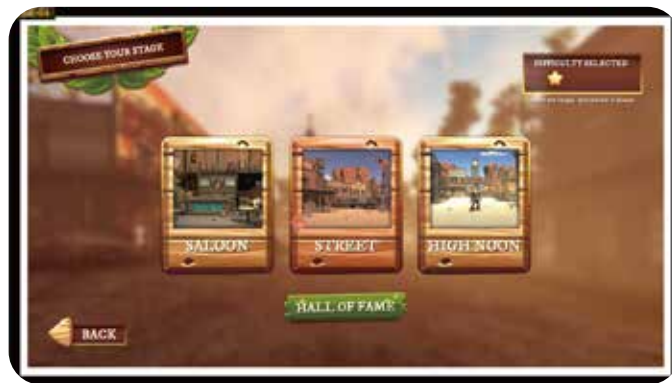 CHOOSE YOUR STAGE
DIFFICULTY SELECTED
SALOON
STREET
HIGH NOON
HALL OF FAME
BACK